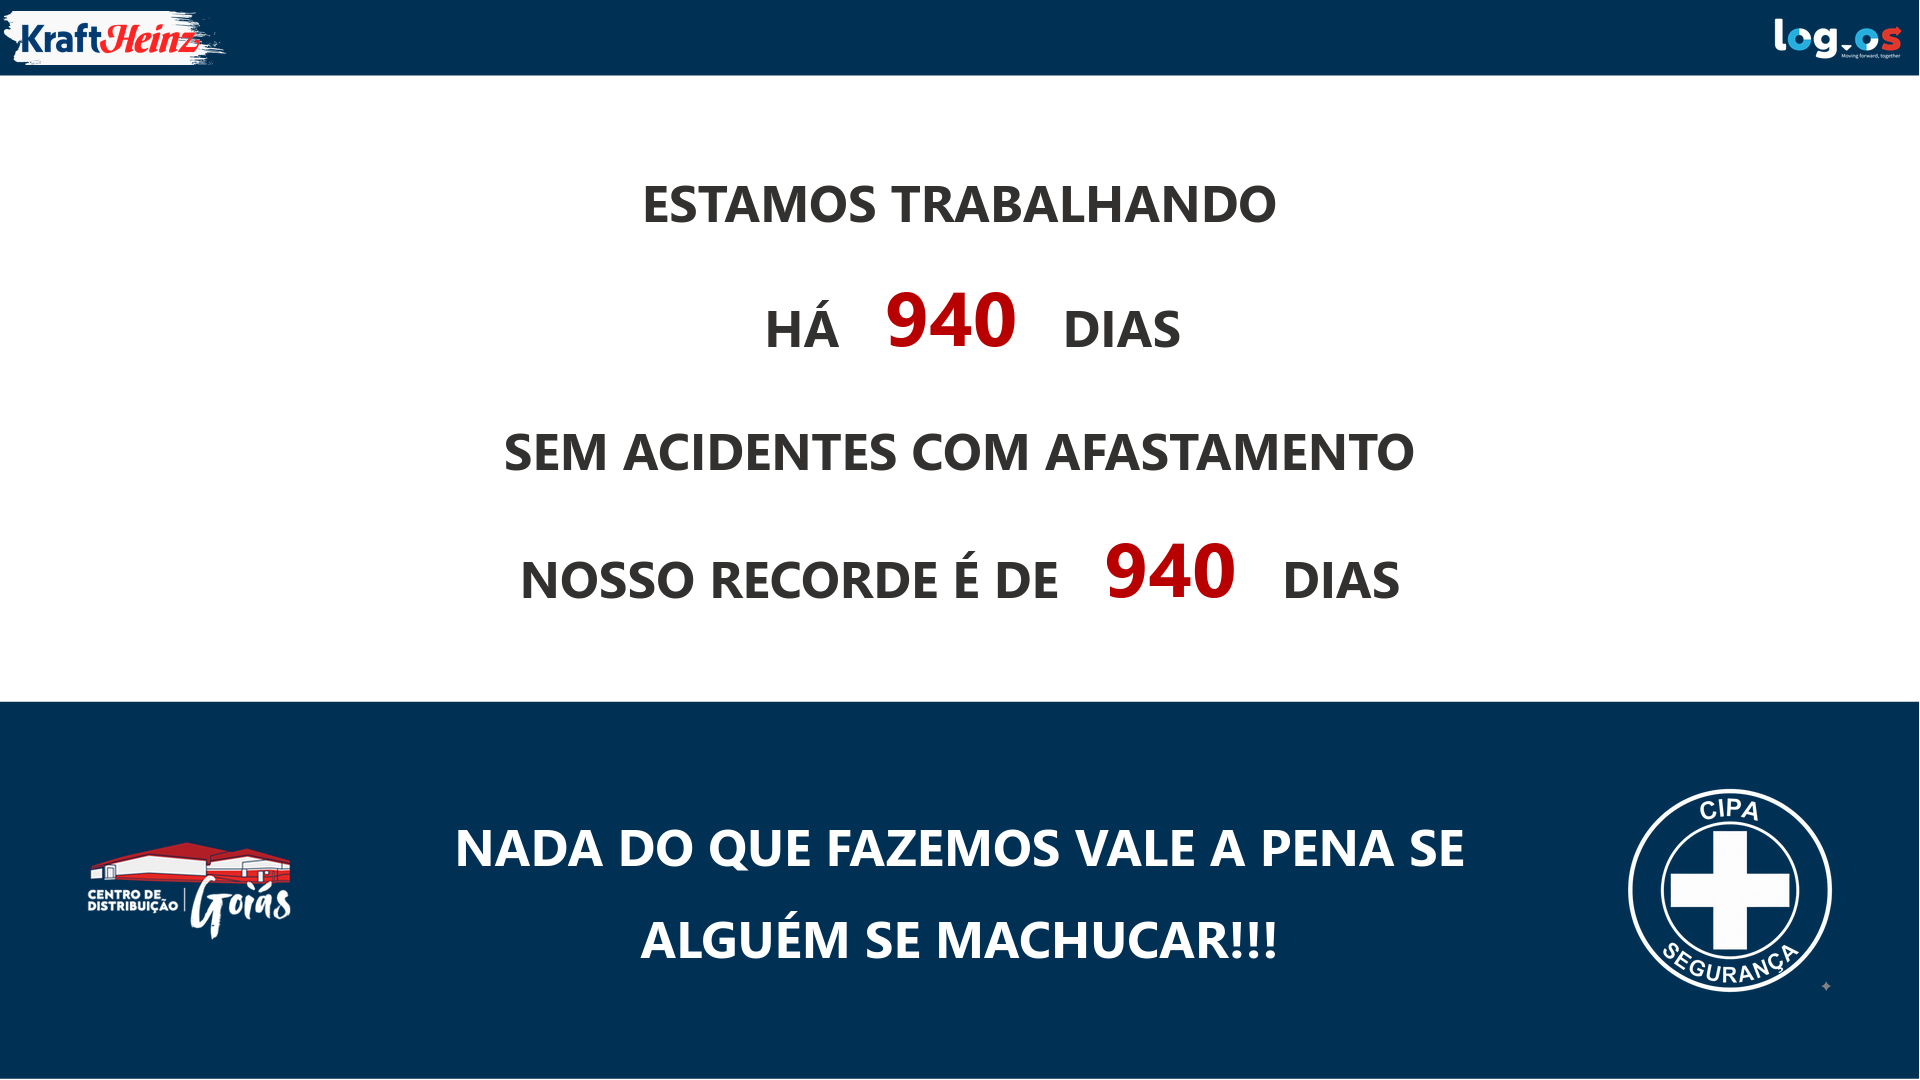 KraftHeinz
log.os
Moving forward, together
ESTAMOS TRABALHANDO
HÁ 940 DIAS
SEM ACIDENTES COM AFASTAMENTO
NOSSO RECORDE É DE 940 DIAS
NADA DO QUE FAZEMOS VALE A PENA SE
ALGUÉM SE MACHUCAR!!!
CENTRO DE
DISTRIBUIÇÃO
Goiás
CIPA
SEGURANÇA